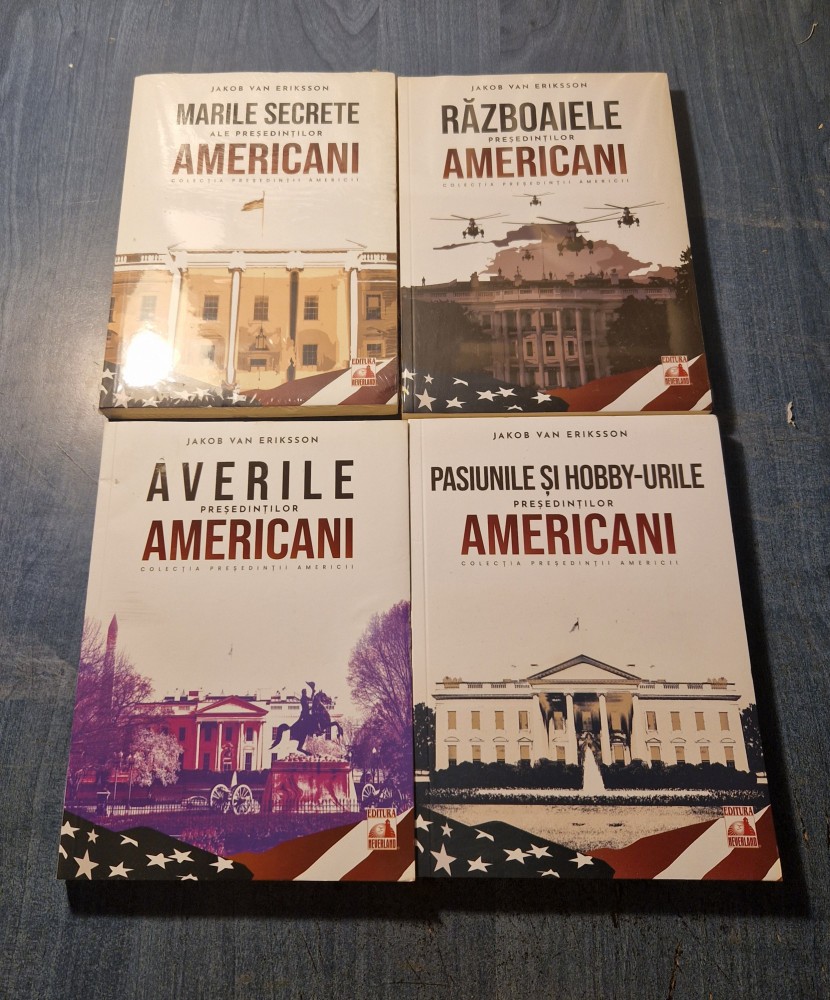 JAKOB VAN ERIKSSON
MARILE SECRETE
ALE PREȘEDINȚILOR
AMERICANI
COLECȚIA PREȘEDINȚII AMERICII
EDITURA
NEVERLAND
JAKOB VAN ERIKSSON
RĂZBOAIELE
PREȘEDINȚILOR
AMERICANI
COLECȚIA PREȘEDINȚII AMERICII
EDITURA
NEVERLAND
JAKOB VAN ERIKSSON
AVERILE
PREȘEDINȚILOR
AMERICANI
COLECȚIA PREȘEDINȚII AMERICII
EDITURA
NEVERLAND
JAKOB VAN ERIKSSON
PASIUNILE ȘI HOBBY-URILE
PREȘEDINȚILOR
AMERICANI
COLECȚIA PREȘEDINȚII AMERICII
EDITURA
NEVERLAND